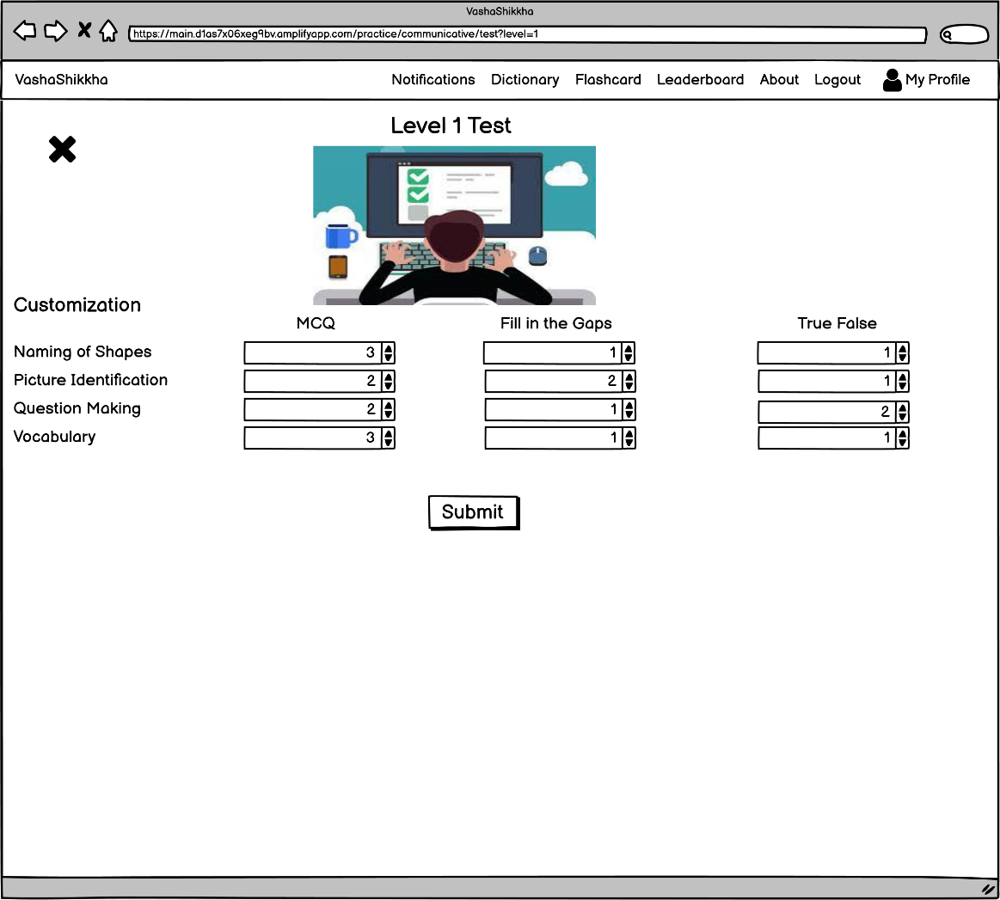 VashaShikkha
https://main.d1as7x06xeg9bv.amplifyapp.com/practice/communicative/test?level=1
VashaShikkha Notifications Dictionary Flashcard Leaderboard About Logout My Profile
Level 1 Test
Customization
MCQ Fill in the Gaps True False
Naming of Shapes 3 1 1
Picture Identification 2 2 1
Question Making 2 1 2
Vocabulary 3 1 1
Submit